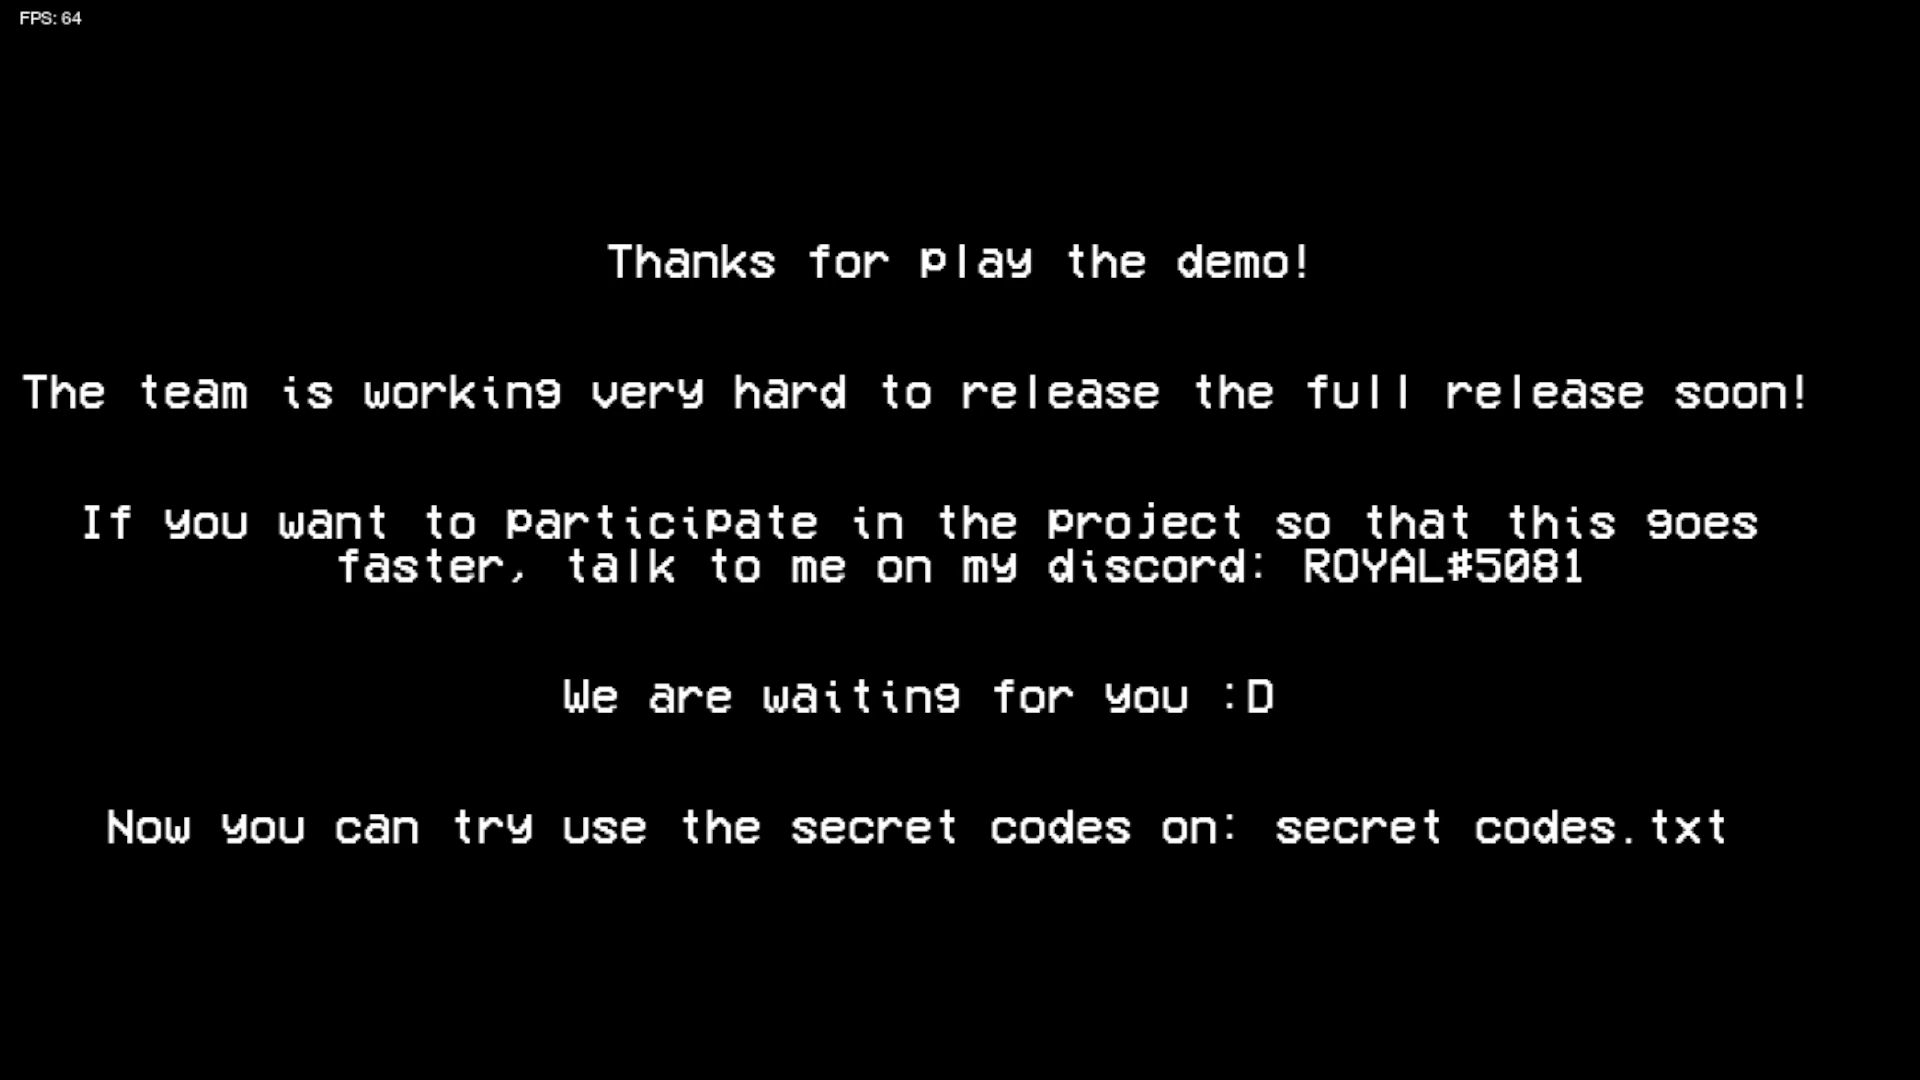 FPS: 64
Thanks for play the demo!
The team is working very hard to release the full release soon!
If you want to participate in the project so that this goes
faster, talk to me on my discord: ROYAL#5081
We are waiting for you :D
Now you can try use the secret codes on: secret codes.txt